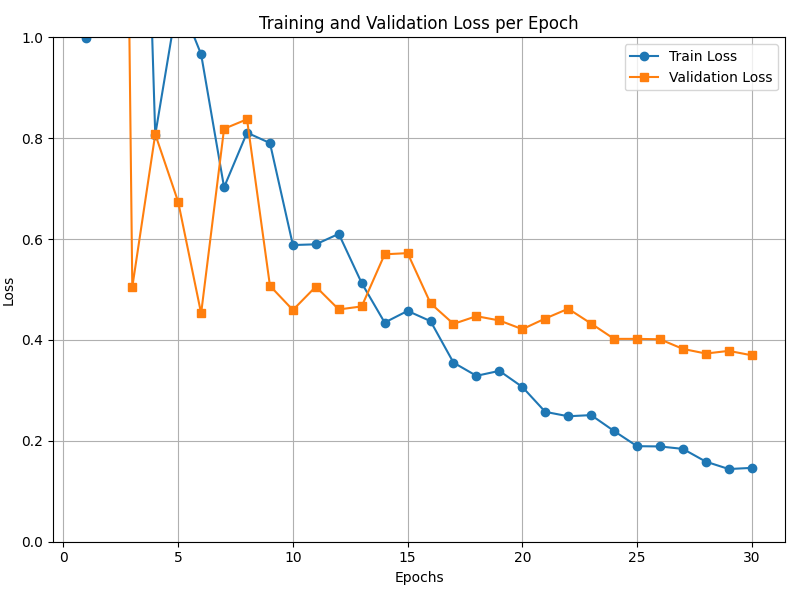 Training and Validation Loss per Epoch
Train Loss
Validation Loss
1.0
0.8
0.6
0.4
0.2
0.0
Loss
0 5 10 15 20 25 30
Epochs